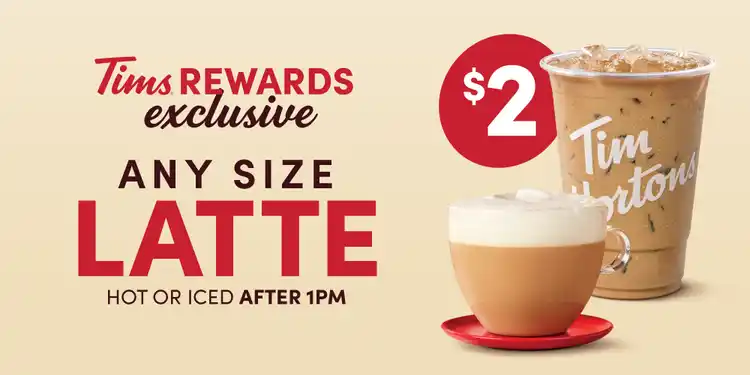 Tims REWARDS
exclusive
ANY SIZE
LATTE
HOT OR ICED AFTER 1PM
$2
Tim
Hortons